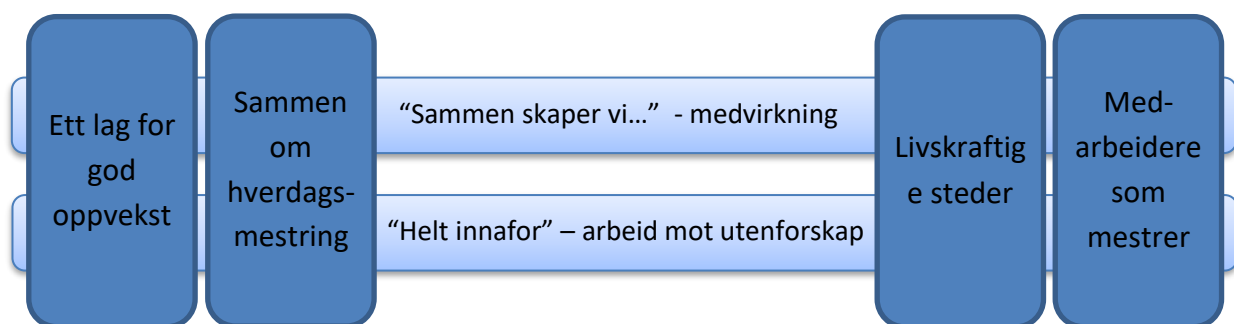 Ett lag for
god
oppvekst
Sammen
om
hverdags-
mestring
“Sammen skaper vi…” - medvirkning
“Helt innafor” – arbeid mot utenforskap
Livskraftig
e steder
Med-
arbeidere
som
mestrer